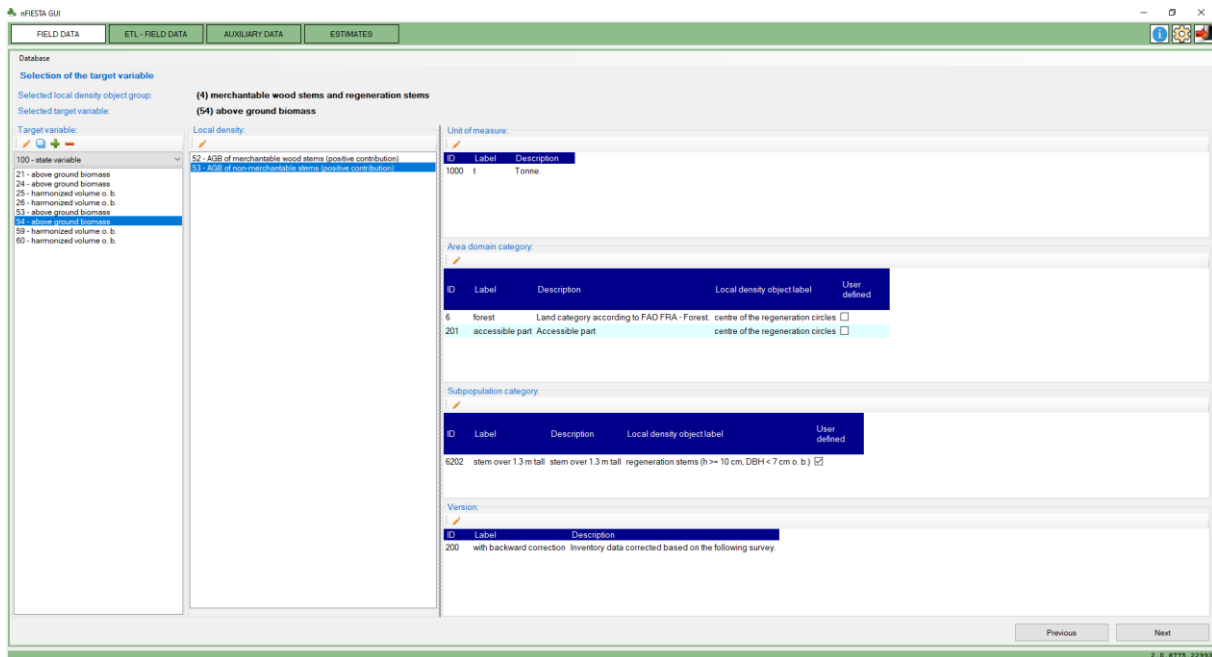 nFIESTA GUI
FIELD DATA ETL - FIELD DATA AUXILIARY DATA ESTIMATES
Database
Selection of the target variable
Selected local density object group: (4) merchantable wood stems and regeneration stems
Selected target variable: (54) above ground biomass
Target variable: Local density: Unit of measure:
100 - state variable
21 - above ground biomass
24 - above ground biomass
25 - harmonized volume o. b.
26 - harmonized volume o. b.
53 - above ground biomass
54 - above ground biomass
59 - harmonized volume o. b.
60 - harmonized volume o. b.
52 - AGB of merchantable wood stems (positive contribution)
53 - AGB of non-merchantable stems (positive contribution)
ID Label Description
1000 t Tonne.
Area domain category:
ID Label Description Local density object label User defined
6 forest Land category according to FAO FRA - Forest. centre of the regeneration circles
201 accessible part Accessible part centre of the regeneration circles
Subpopulation category:
ID Label Description Local density object label User defined
6202 stem over 1.3 m tall stem over 1.3 m tall regeneration stems (h >= 10 cm, DBH < 7 cm o. b.)
Version:
ID Label Description
200 with backward correction Inventory data corrected based on the following survey.
Previous Next
2.0.8775.22993